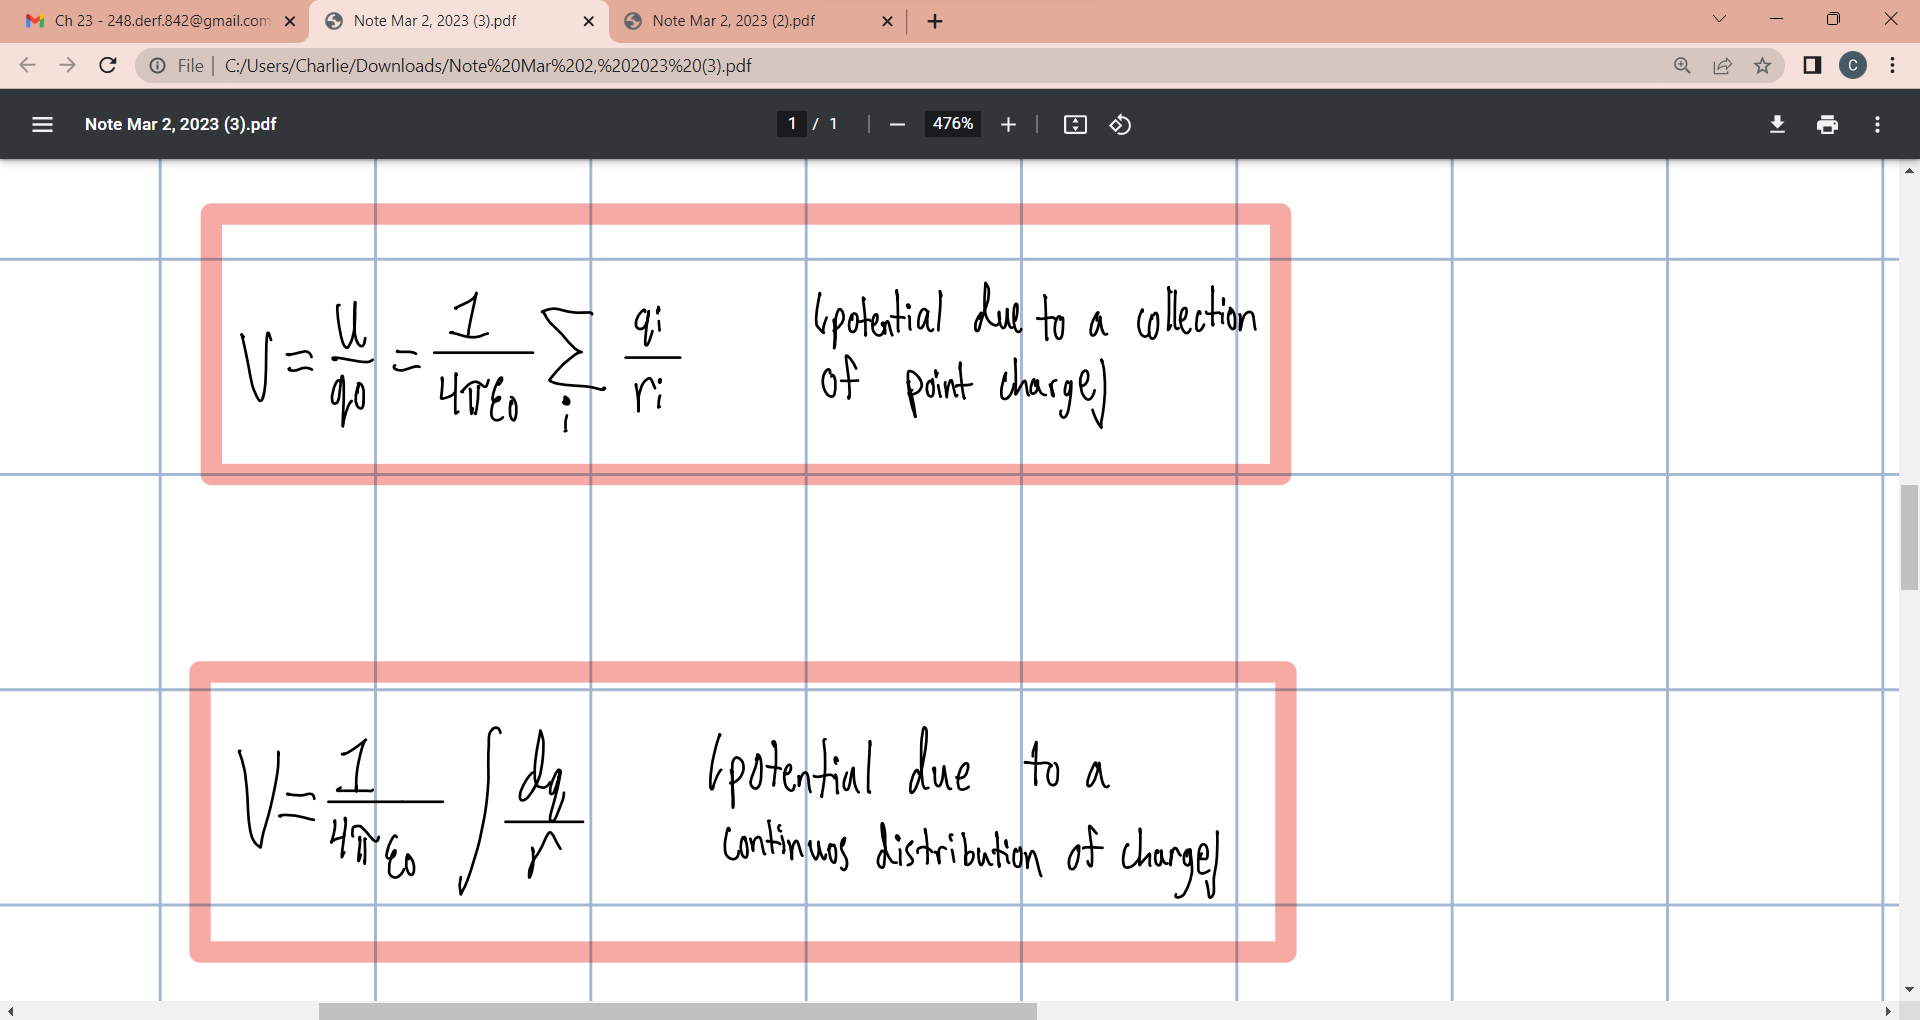 Ch 23 - 248.derf.842@gmail.com
Note Mar 2, 2023 (3).pdf
Note Mar 2, 2023 (2).pdf
File | C:/Users/Charlie/Downloads/Note%20Mar%202,%202023%20(3).pdf
C
Note Mar 2, 2023 (3).pdf
1 / 1
476%
V = U/q0 = 1/4πε0 Σi qi/ri
(potential due to a collection
of point charge)
V = 1/4πε0 ∫ dq/r
(potential due to a
continuos distribution of charge)